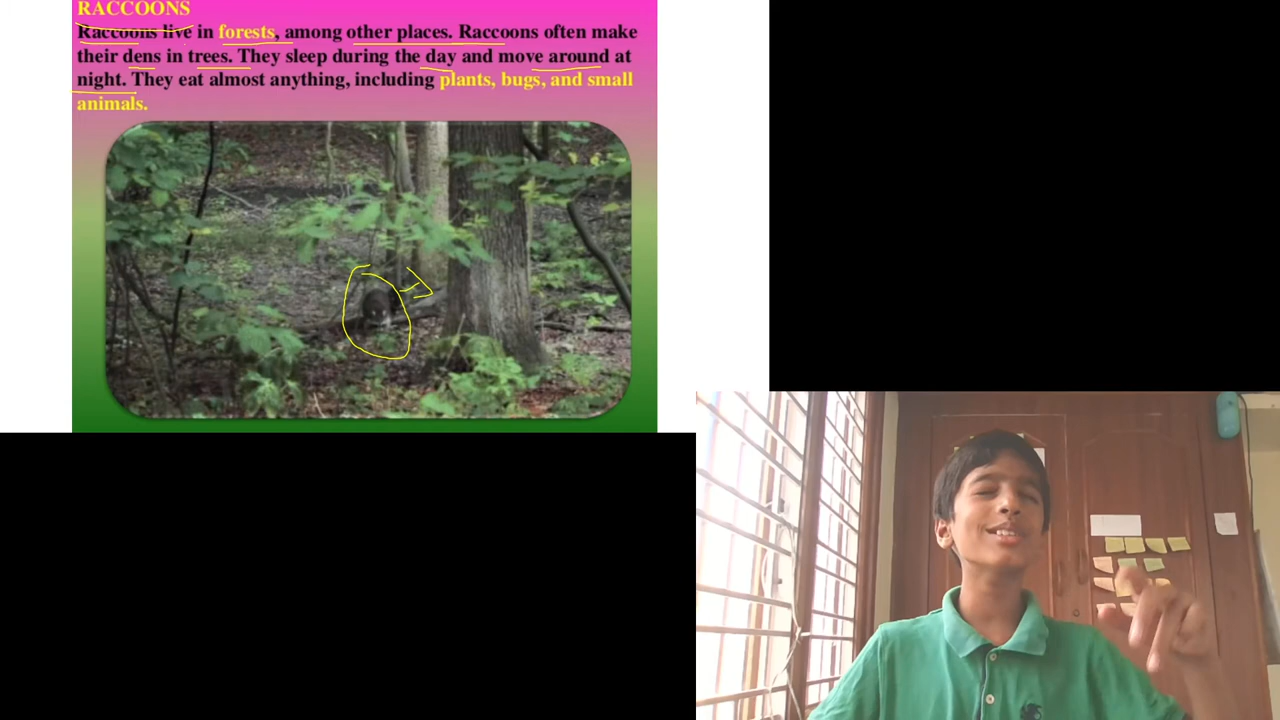 RACCOONS
Raccoons live in forests, among other places. Raccoons often make
their dens in trees. They sleep during the day and move around at
night. They eat almost anything, including plants, bugs, and small
animals.